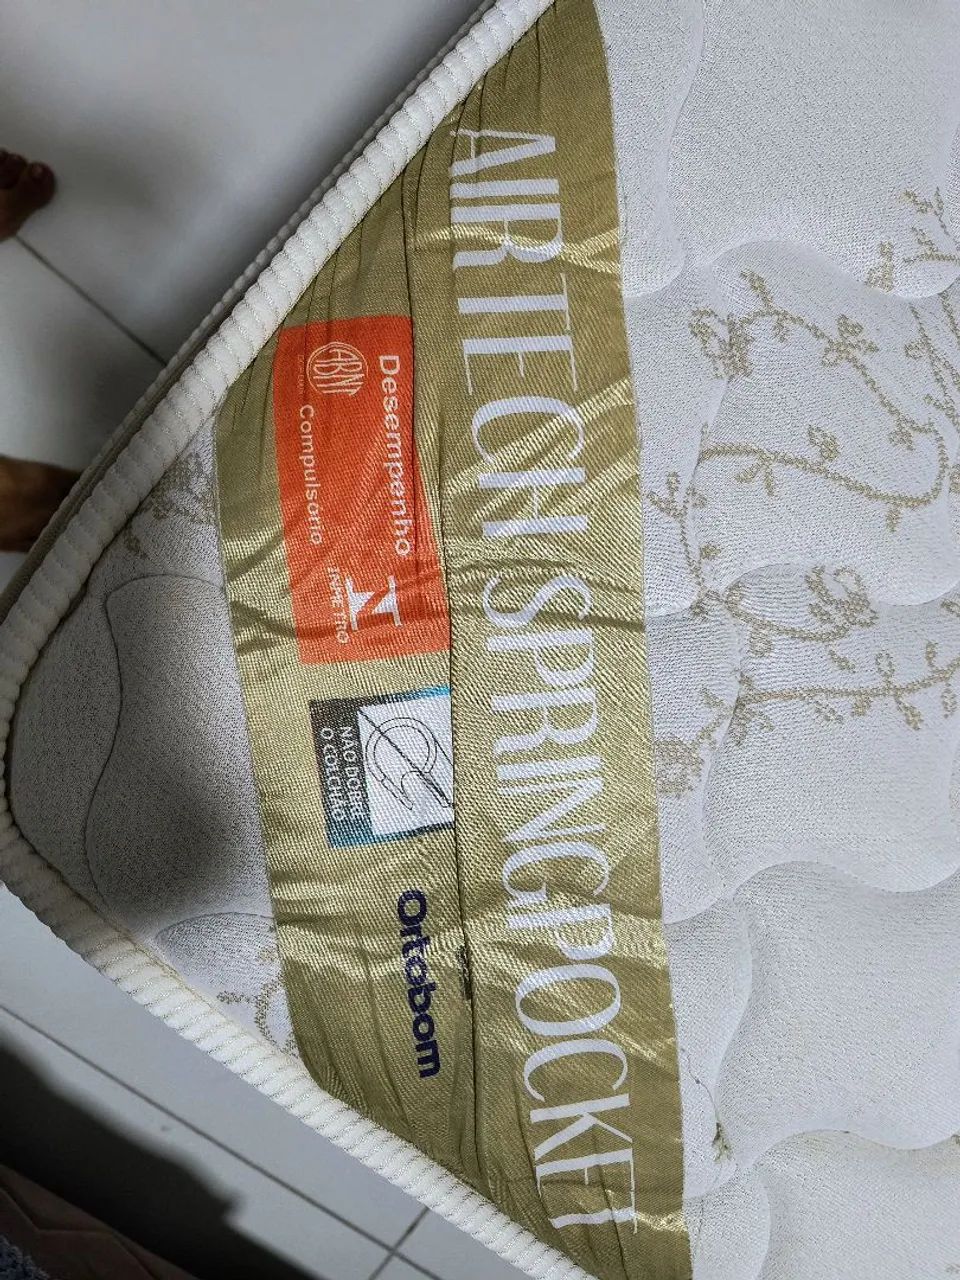 AIRTECH SPRINGPOCKET
Desempenho
ABNT
Compulsório
INMETRO
NÃO DOBRE
O COLCHÃO
Ortobom